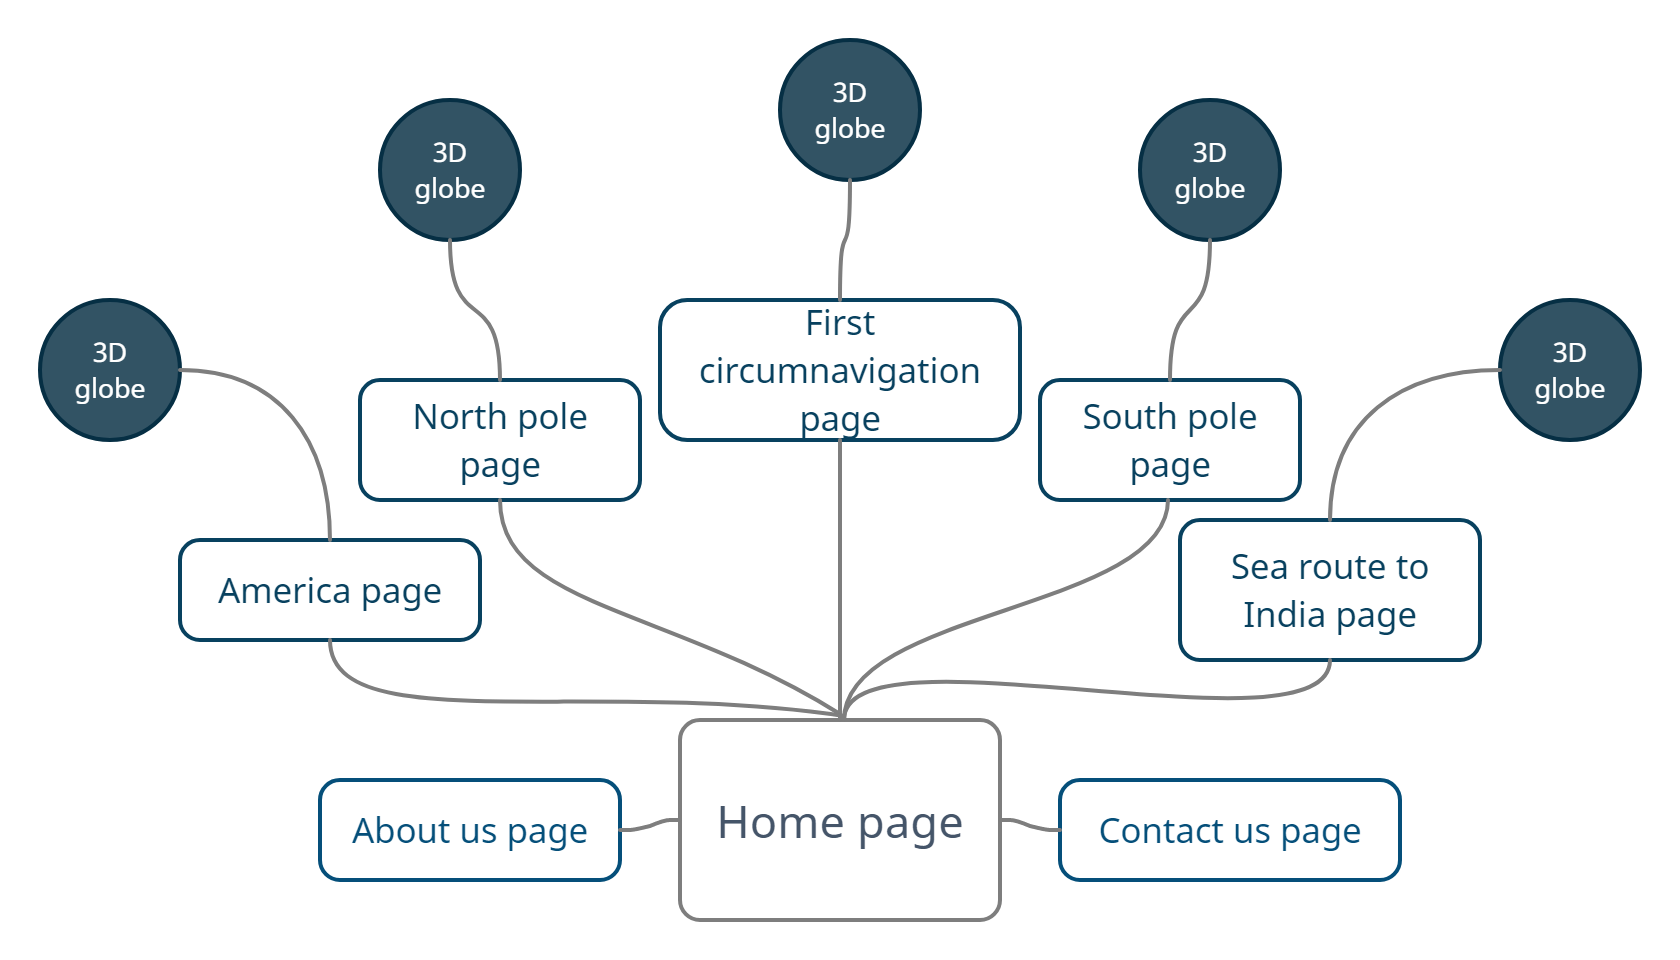 3D
globe
3D
globe
3D
globe
3D
globe
3D
globe
First
circumnavigation
page
North pole
page
South pole
page
America page
Sea route to
India page
Home page
About us page
Contact us page